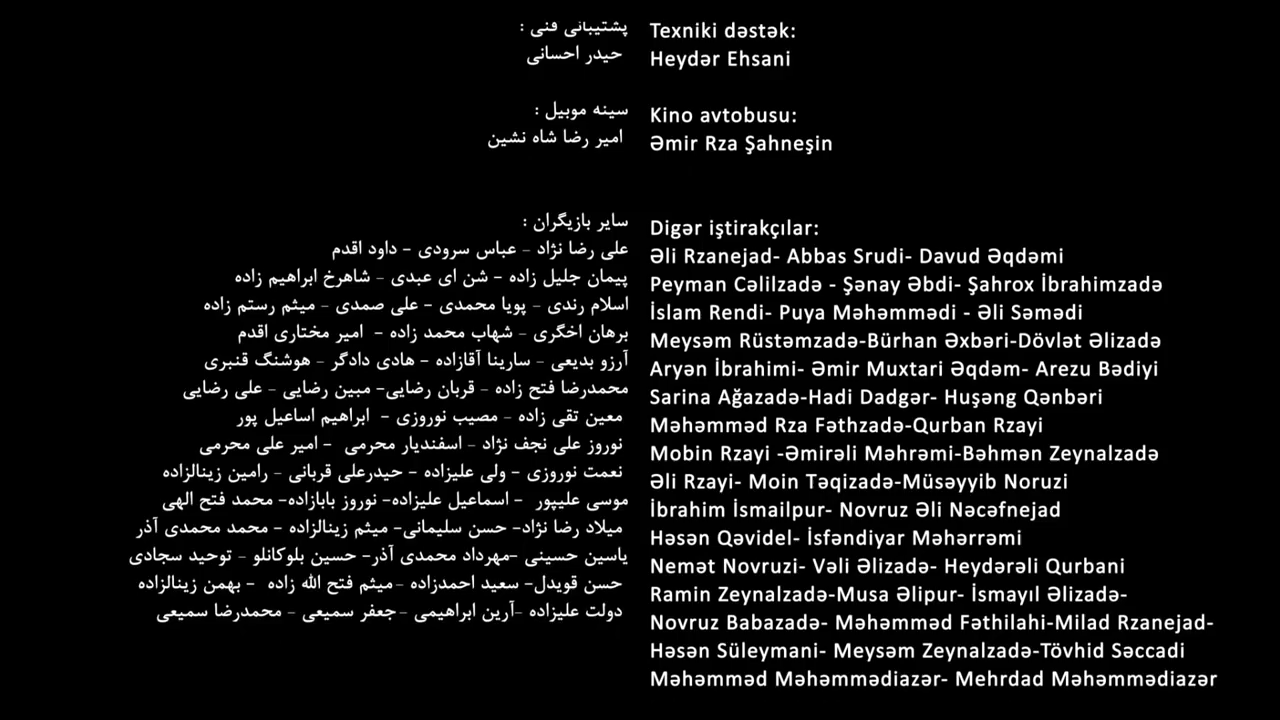 پشتیبانی فنی :
حیدر احسانی
سینه موبیل :
امیر رضا شاه نشین
سایر بازیگران :
علی رضا نژاد - عباس سرودی - داود اقدم
پیمان جلیل زاده - شن ای عبدی - شاهرخ ابراهیم زاده
اسلام رندی - پویا محمدی - علی صمدی - میثم رستم زاده
برهان اخگری - شهاب محمد زاده - امیر مختاری اقدم
آرزو بدیعی - سارینا آقازاده - هادی دادگر - هوشنگ قنبری
محمدرضا فتح زاده - قربان رضایی- مبین رضایی - علی رضایی
معین تقی زاده - مصیب نوروزی - ابراهیم اساعیل پور
نوروز علی نجف نژاد - اسفندیار محرمی - امیر علی محرمی
نعمت نوروزی - ولی علیزاده - حیدرعلی قربانی - رامین زینالزاده
موسی علیپور - اسماعیل علیزاده- نوروز بابازاده- محمد فتح الهی
میلاد رضا نژاد- حسن سلیمانی- میثم زینالزاده - محمد محمدی آذر
یاسین حسینی -مهرداد محمدی آذر- حسین بلوکانلو - توحید سجادی
حسن قویدل- سعید احمدزاده -میثم فتح الله زاده - بهمن زینالزاده
دولت علیزاده -آرین ابراهیمی -جعفر سمیعی - محمدرضا سمیعی
Texniki dəstək:
Heydər Ehsani
Kino avtobusu:
Əmir Rza Şahneşin
Digər iştirakçılar:
Əli Rzanejad- Abbas Srudi- Davud Əqdəmi
Peyman Cəlilzadə - Şənay Əbdi- Şahrox İbrahimzadə
İslam Rendi- Puya Məhəmmədi - Əli Səmədi
Meysəm Rüstəmzadə-Bürhan Əxbəri-Dövlət Əlizadə
Aryən İbrahimi- Əmir Muxtari Əqdəm- Arezu Bədiyi
Sarina Ağazadə-Hadi Dadgər- Huşəng Qənbəri
Məhəmməd Rza Fəthzadə-Qurban Rzayi
Mobin Rzayi -Əmirəli Məhrəmi-Bəhmən Zeynalzadə
Əli Rzayi- Moin Təqizadə-Müsəyyib Noruzi
İbrahim İsmailpur- Novruz Əli Nəcəfnejad
Həsən Qəvidel- İsfəndiyar Məhərrəmi
Nemət Novruzi- Vəli Əlizadə- Heydərəli Qurbani
Ramin Zeynalzadə-Musa Əlipur- İsmayıl Əlizadə-
Novruz Babazadə- Məhəmməd Fəthilahi-Milad Rzanejad-
Həsən Süleymani- Meysəm Zeynalzadə-Tövhid Səccadi
Məhəmməd Məhəmmədiazər- Mehrdad Məhəmmədiazər